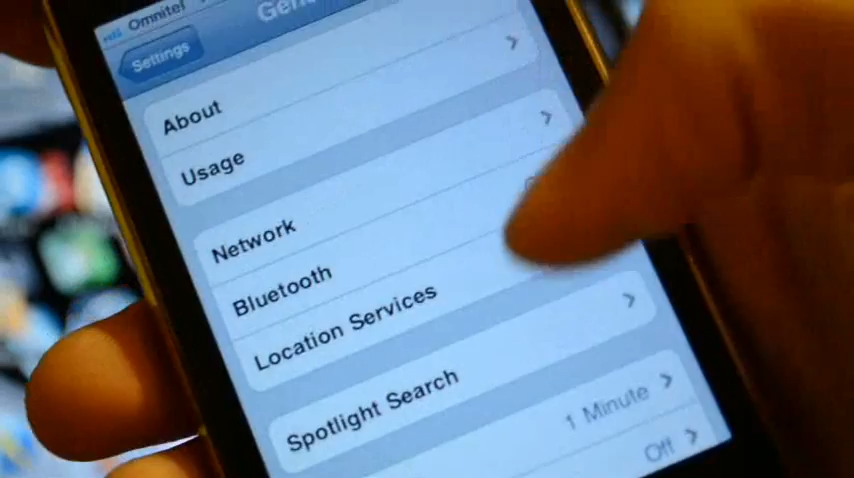 Omnitel
Settings
About
Usage
Network
Bluetooth
Location Services
Spotlight Search
1 Minute
Off